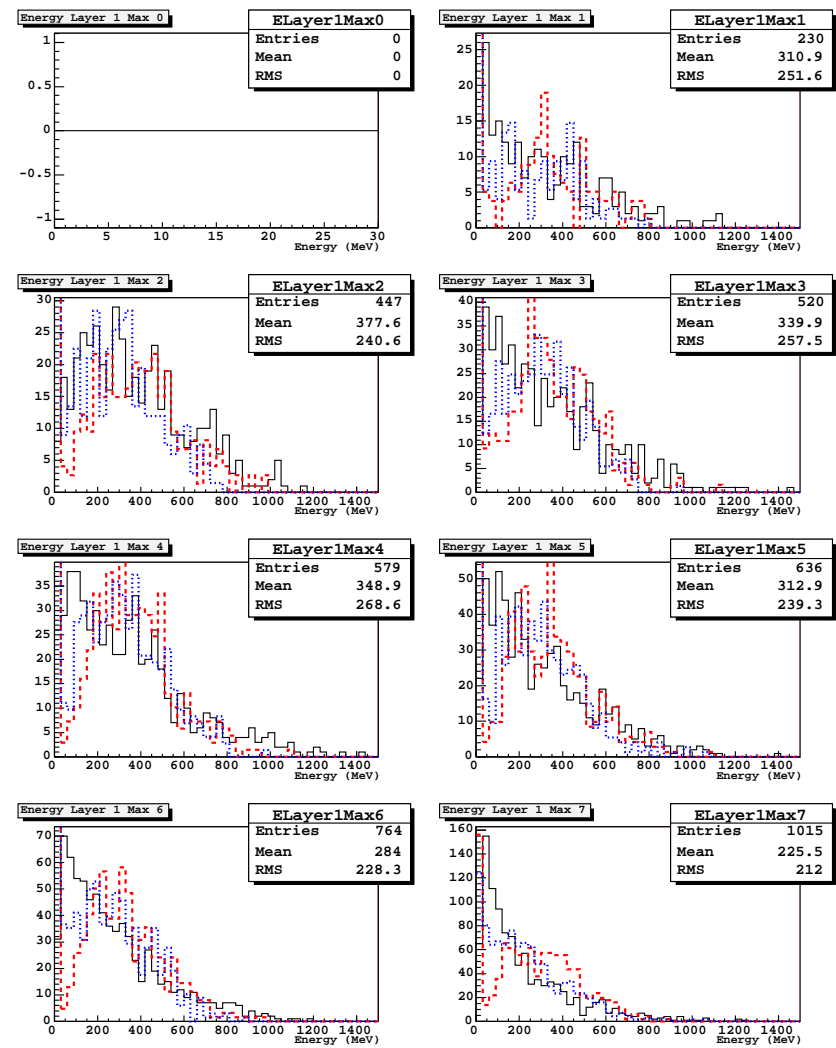 Energy Layer 1 Max 0
ELayer1Max0
Entries 0
Mean 0
RMS 0
1
0.5
0
-0.5
-1
0 5 10 15 20 25 30
Energy (MeV)
Energy Layer 1 Max 1
ELayer1Max1
Entries 230
Mean 310.9
RMS 251.6
25
20
15
10
5
0
0 200 400 600 800 1000 1200 1400
Energy (MeV)
Energy Layer 1 Max 2
ELayer1Max2
Entries 447
Mean 377.6
RMS 240.6
30
25
20
15
10
5
0
0 200 400 600 800 1000 1200 1400
Energy (MeV)
Energy Layer 1 Max 3
ELayer1Max3
Entries 520
Mean 339.9
RMS 257.5
40
35
30
25
20
15
10
5
0
0 200 400 600 800 1000 1200 1400
Energy (MeV)
Energy Layer 1 Max 4
ELayer1Max4
Entries 579
Mean 348.9
RMS 268.6
35
30
25
20
15
10
5
0
0 200 400 600 800 1000 1200 1400
Energy (MeV)
Energy Layer 1 Max 5
ELayer1Max5
Entries 636
Mean 312.9
RMS 239.3
50
40
30
20
10
0
0 200 400 600 800 1000 1200 1400
Energy (MeV)
Energy Layer 1 Max 6
ELayer1Max6
Entries 764
Mean 284
RMS 228.3
70
60
50
40
30
20
10
0
0 200 400 600 800 1000 1200 1400
Energy (MeV)
Energy Layer 1 Max 7
ELayer1Max7
Entries 1015
Mean 225.5
RMS 212
160
140
120
100
80
60
40
20
0
0 200 400 600 800 1000 1200 1400
Energy (MeV)